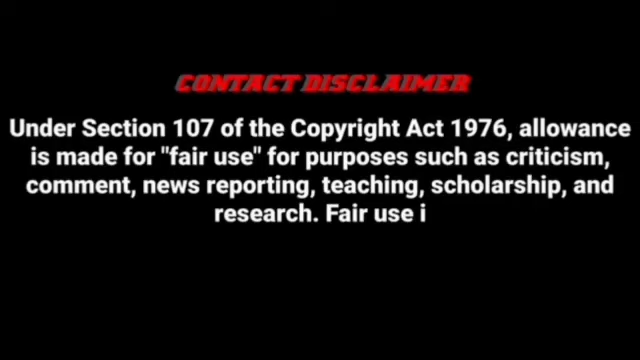 CONTACT DISCLAIMER
Under Section 107 of the Copyright Act 1976, allowance
is made for "fair use" for purposes such as criticism,
comment, news reporting, teaching, scholarship, and
research. Fair use i